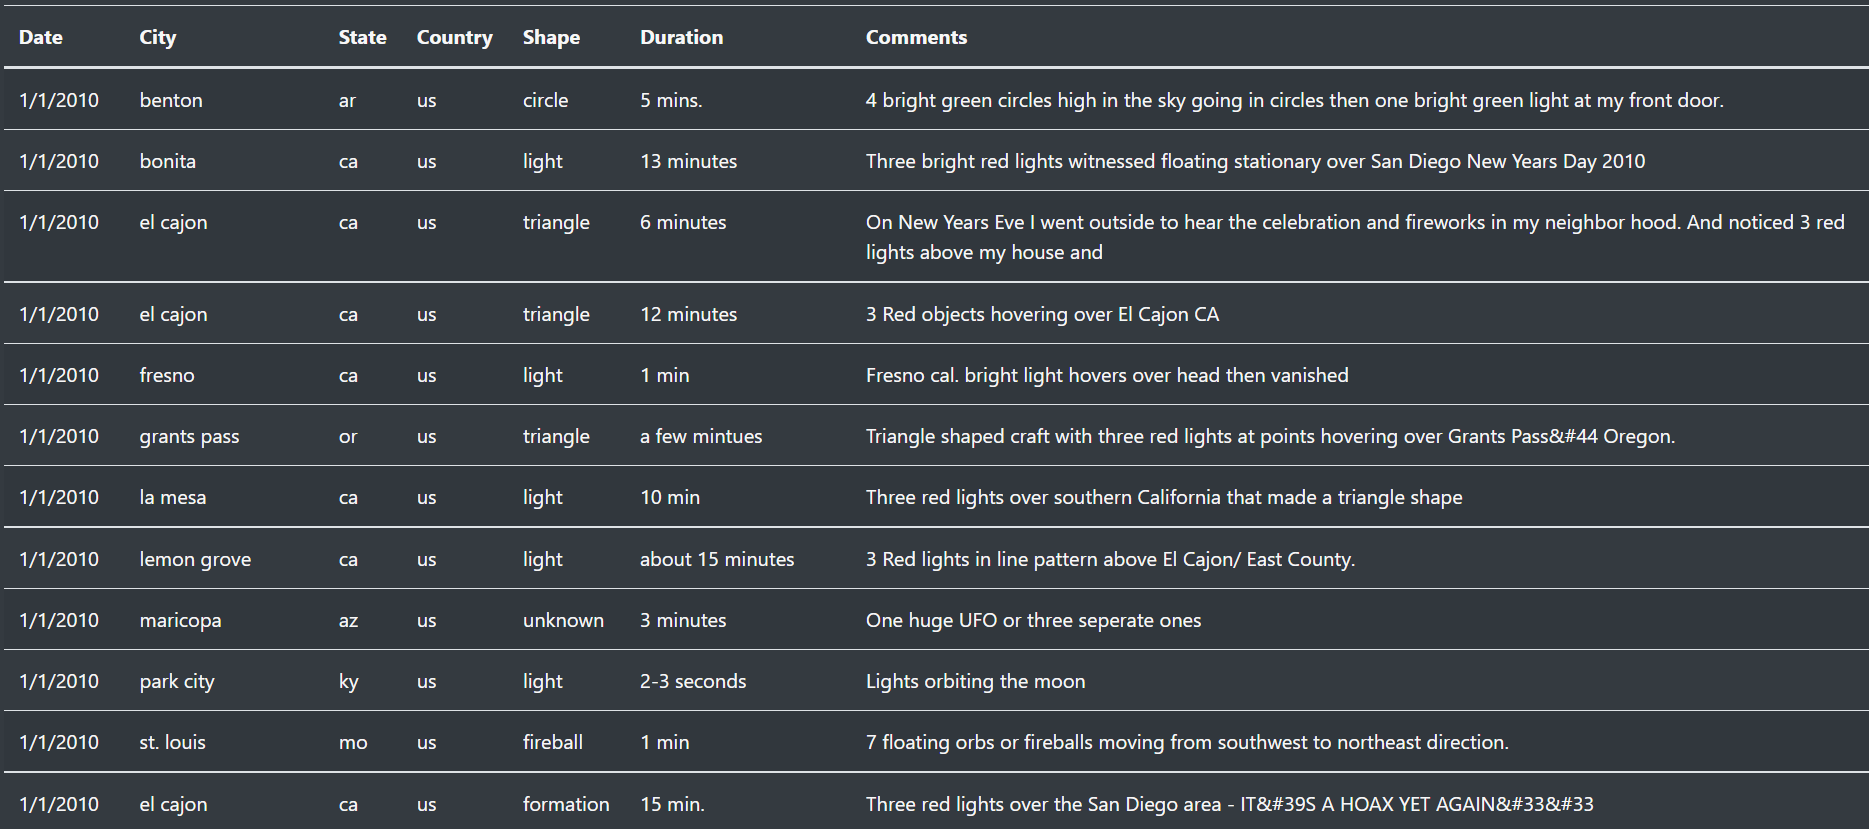 Date City State Country Shape Duration Comments
1/1/2010 benton ar us circle 5 mins. 4 bright green circles high in the sky going in circles then one bright green light at my front door.
1/1/2010 bonita ca us light 13 minutes Three bright red lights witnessed floating stationary over San Diego New Years Day 2010
1/1/2010 el cajon ca us triangle 6 minutes On New Years Eve I went outside to hear the celebration and fireworks in my neighbor hood. And noticed 3 red
lights above my house and
1/1/2010 el cajon ca us triangle 12 minutes 3 Red objects hovering over El Cajon CA
1/1/2010 fresno ca us light 1 min Fresno cal. bright light hovers over head then vanished
1/1/2010 grants pass or us triangle a few mintues Triangle shaped craft with three red lights at points hovering over Grants Pass&#44 Oregon.
1/1/2010 la mesa ca us light 10 min Three red lights over southern California that made a triangle shape
1/1/2010 lemon grove ca us light about 15 minutes 3 Red lights in line pattern above El Cajon/ East County.
1/1/2010 maricopa az us unknown 3 minutes One huge UFO or three seperate ones
1/1/2010 park city ky us light 2-3 seconds Lights orbiting the moon
1/1/2010 st. louis mo us fireball 1 min 7 floating orbs or fireballs moving from southwest to northeast direction.
1/1/2010 el cajon ca us formation 15 min. Three red lights over the San Diego area - IT&#39S A HOAX YET AGAIN&#33&#33